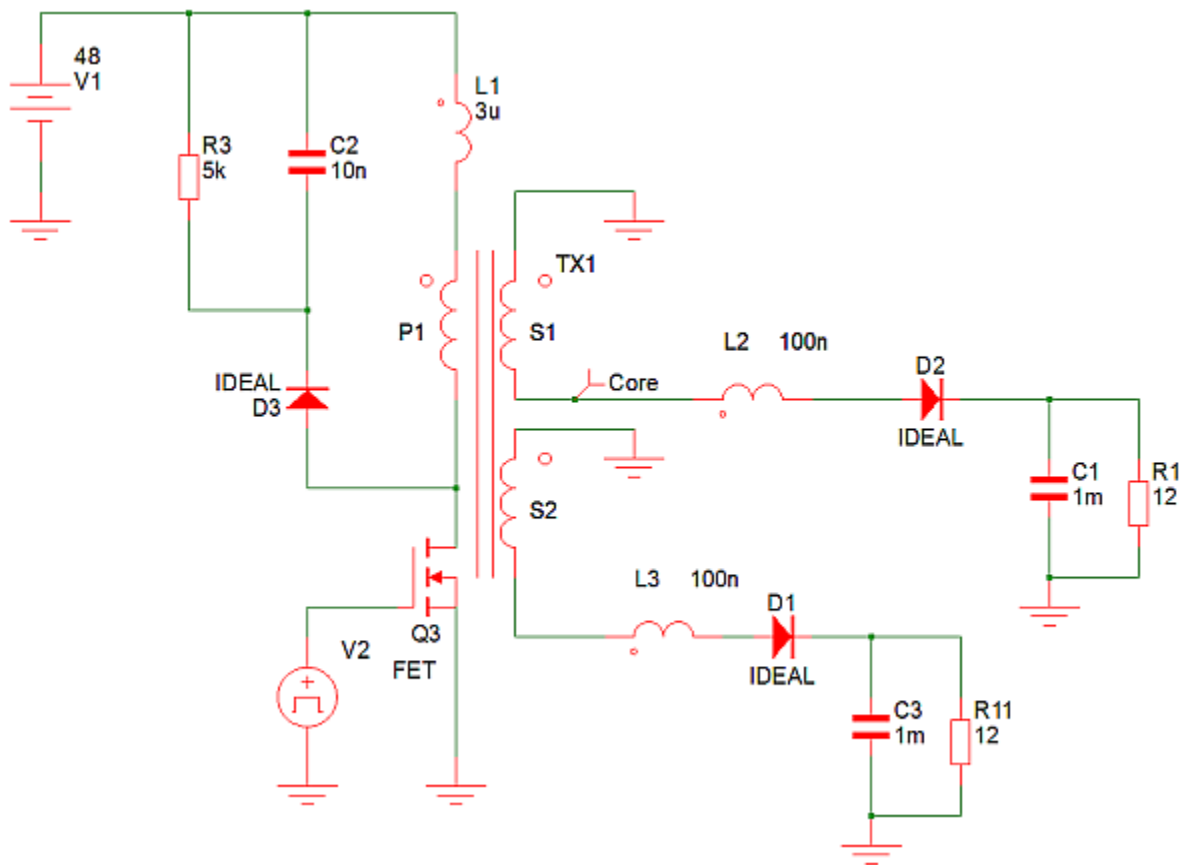 48
V1
L1
3u
R3
5k
C2
10n
TX1
P1
S1
L2 100n
D2
Core
IDEAL
D3
IDEAL
C1
1m
R1
12
S2
L3 100n
D1
Q3
V2
FET
IDEAL
C3
1m
R11
12